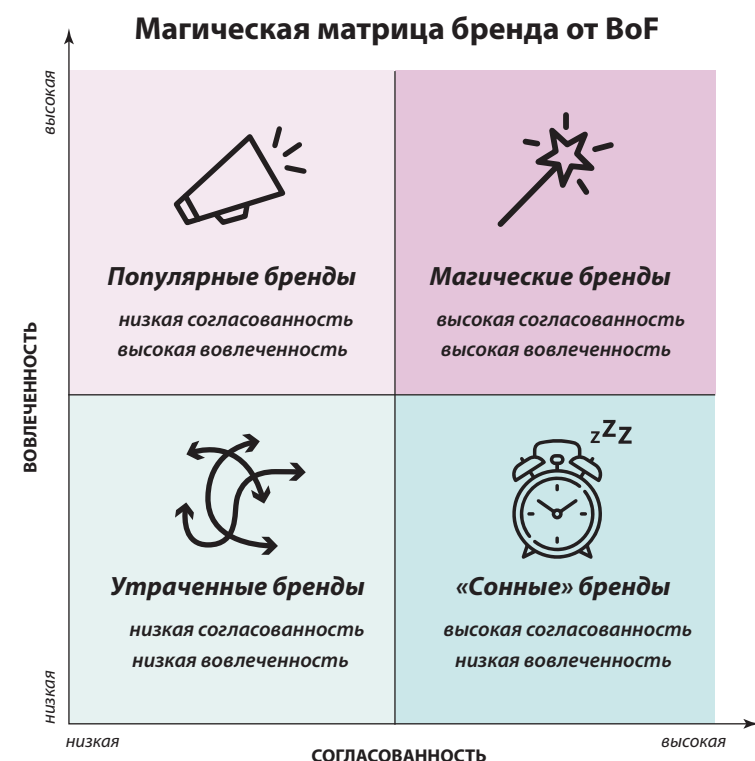 Магическая матрица бренда от BoF
высокая
Популярные бренды
низкая согласованность
высокая вовлеченность
Магические бренды
высокая согласованность
высокая вовлеченность
ВОВЛЕЧЕННОСТЬ
zZZ
Утраченные бренды
низкая согласованность
низкая вовлеченность
«Сонные» бренды
высокая согласованность
низкая вовлеченность
низкая
низкая
высокая
СОГЛАСОВАННОСТЬ